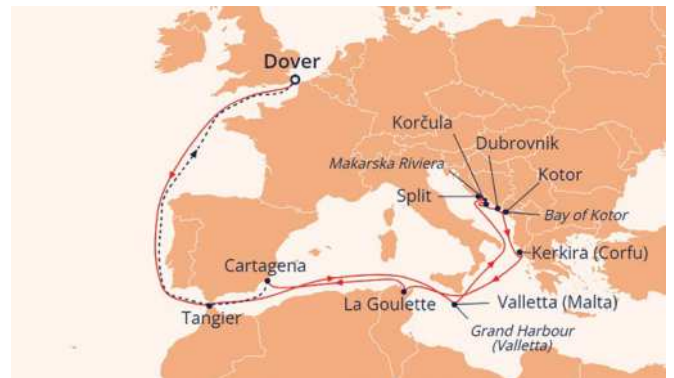 Dover
Korčula
Dubrovnik
Makarska Riviera
Kotor
Split
Bay of Kotor
Kerkira (Corfu)
Cartagena
La Goulette
Valletta (Malta)
Tangier
Grand Harbour
(Valletta)